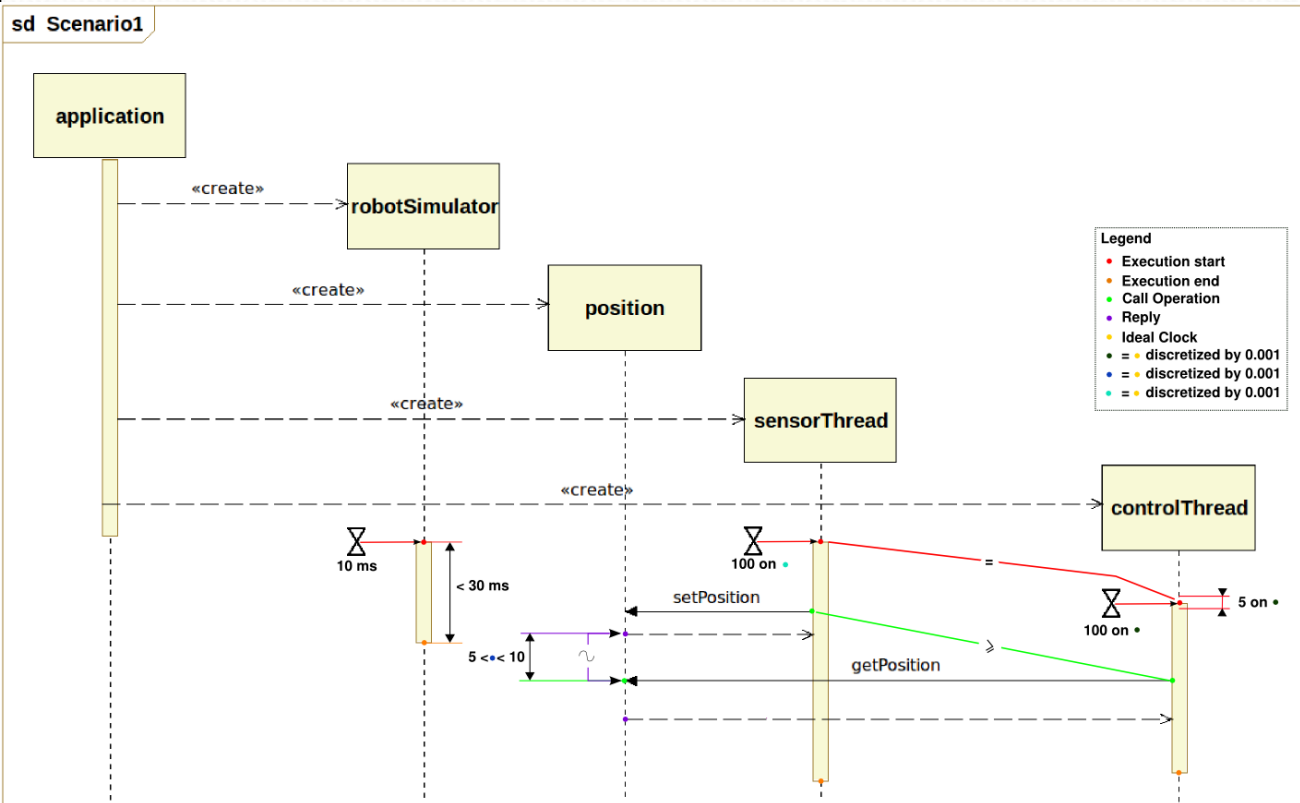 sd Scenario1
application
«create»
robotSimulator
«create»
position
Legend
Execution start
Execution end
Call Operation
Reply
Ideal Clock
= discretized by 0.001
= discretized by 0.001
= discretized by 0.001
«create»
sensorThread
«create»
controlThread
10 ms
< 30 ms
100 on
=
5 on
100 on
setPosition
5 << 10
getPosition